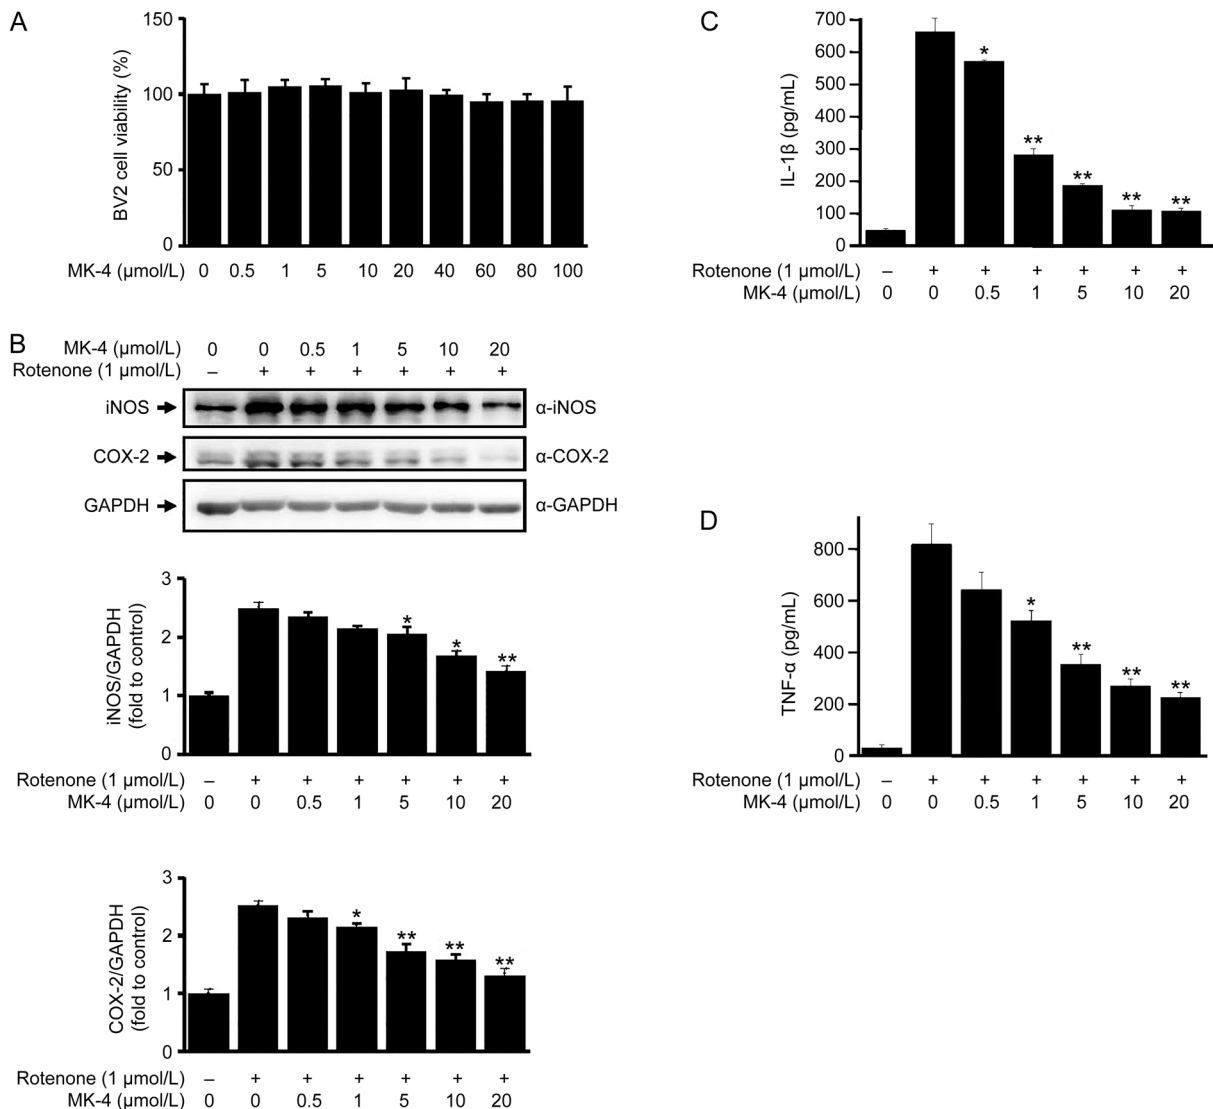 A
BV2 cell viability (%)
150
100
50
0
MK-4 (µmol/L) 0 0.5 1 5 10 20 40 60 80 100
B
MK-4 (µmol/L) 0 0 0.5 1 5 10 20
Rotenone (1 µmol/L) – + + + + + +
iNOS α-iNOS
COX-2 α-COX-2
GAPDH α-GAPDH
iNOS/GAPDH
(fold to control)
3
2
1
0
* * **
Rotenone (1 µmol/L) – + + + + + +
MK-4 (µmol/L) 0 0 0.5 1 5 10 20
COX-2/GAPDH
(fold to control)
3
2
1
0
* ** ** **
Rotenone (1 µmol/L) – + + + + + +
MK-4 (µmol/L) 0 0 0.5 1 5 10 20
C
IL-1β (pg/mL)
700
600
500
400
300
200
100
0
* ** ** ** **
Rotenone (1 µmol/L) – + + + + + +
MK-4 (µmol/L) 0 0 0.5 1 5 10 20
D
TNF-α (pg/mL)
800
600
400
200
0
* ** ** **
Rotenone (1 µmol/L) – + + + + + +
MK-4 (µmol/L) 0 0 0.5 1 5 10 20